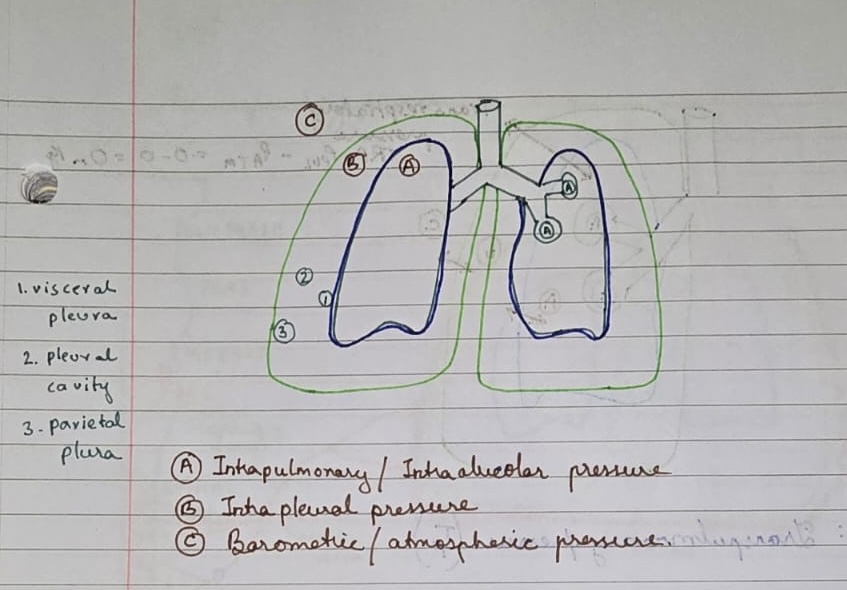 C
B A A
A
2
1
3
1. visceral
pleura
2. pleural
cavity
3. parietal
plura
A Intrapulmonary / Intraalveolar pressure
B Intrapleural pressure
C Barometric / atmospheric pressure.